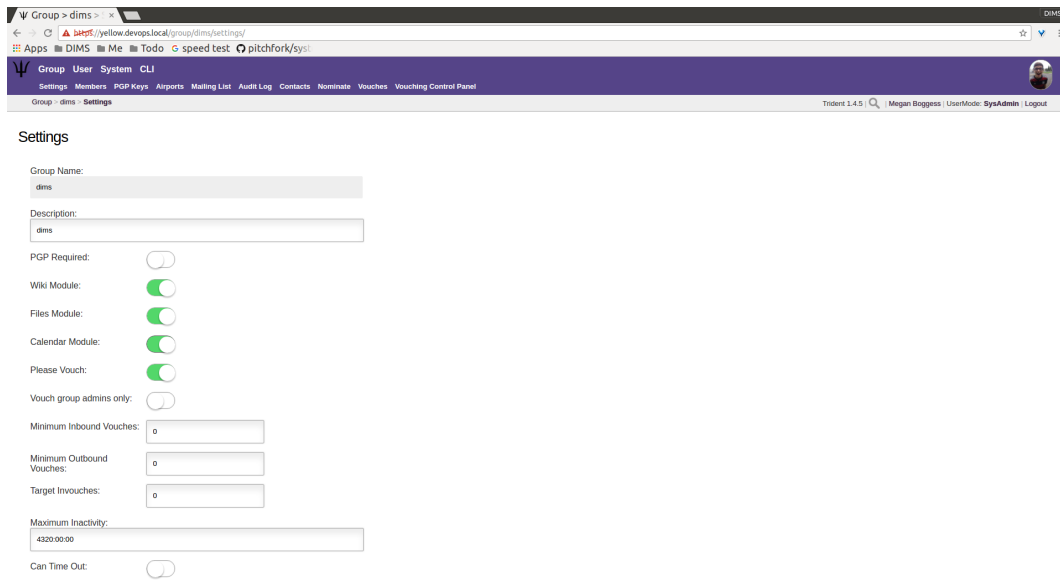 Group > dims >
DIMS
https://yellow.devops.local/group/dims/settings/
Apps DIMS Me Todo speed test pitchfork/syst
Group User System CLI
Settings Members PGP Keys Airports Mailing List Audit Log Contacts Nominate Vouches Vouching Control Panel
Group > dims > Settings
Trident 1.4.5 | | Megan Boggess | UserMode: SysAdmin | Logout
Settings
Group Name:
dims
Description:
dims
PGP Required:
Wiki Module:
Files Module:
Calendar Module:
Please Vouch:
Vouch group admins only:
Minimum Inbound Vouches:
0
Minimum Outbound
Vouches:
0
Target Invouches:
0
Maximum Inactivity:
4320:00:00
Can Time Out: